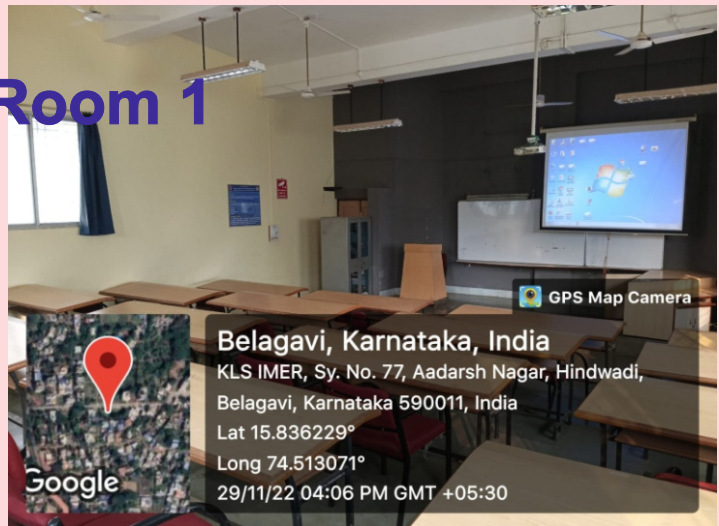 Room 1
GPS Map Camera
Belagavi, Karnataka, India
KLS IMER, Sy. No. 77, Aadarsh Nagar, Hindwadi,
Belagavi, Karnataka 590011, India
Lat 15.836229°
Long 74.513071°
29/11/22 04:06 PM GMT +05:30
Google